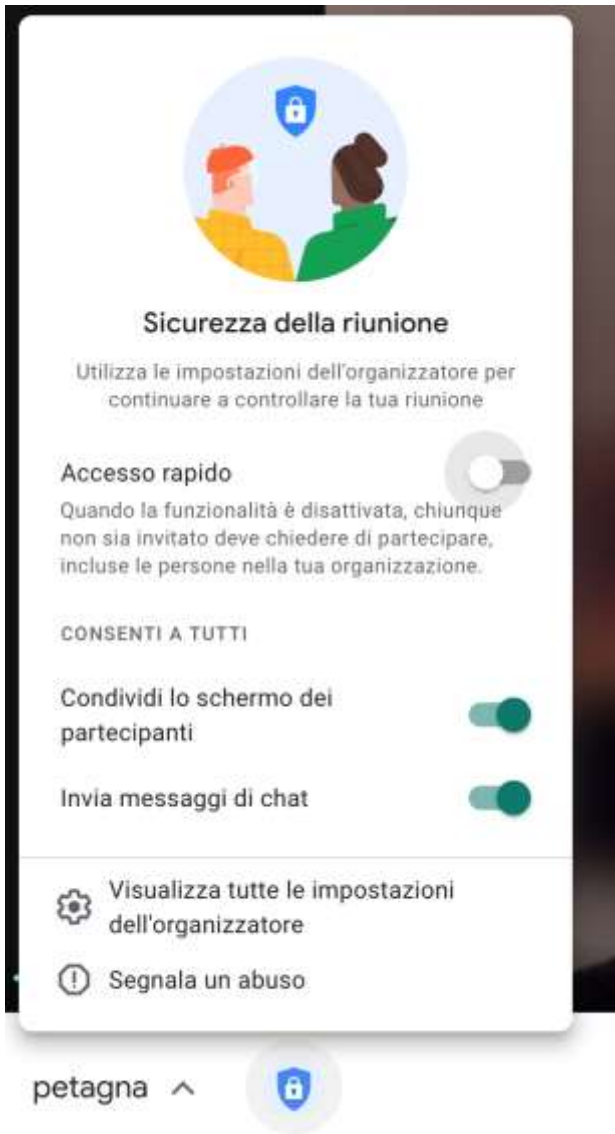 Sicurezza della riunione
Utilizza le impostazioni dell'organizzatore per
continuare a controllare la tua riunione
Accesso rapido
Quando la funzionalità è disattivata, chiunque
non sia invitato deve chiedere di partecipare,
incluse le persone nella tua organizzazione.
CONSENTI A TUTTI
Condividi lo schermo dei
partecipanti
Invia messaggi di chat
Visualizza tutte le impostazioni
dell'organizzatore
Segnala un abuso
petagna